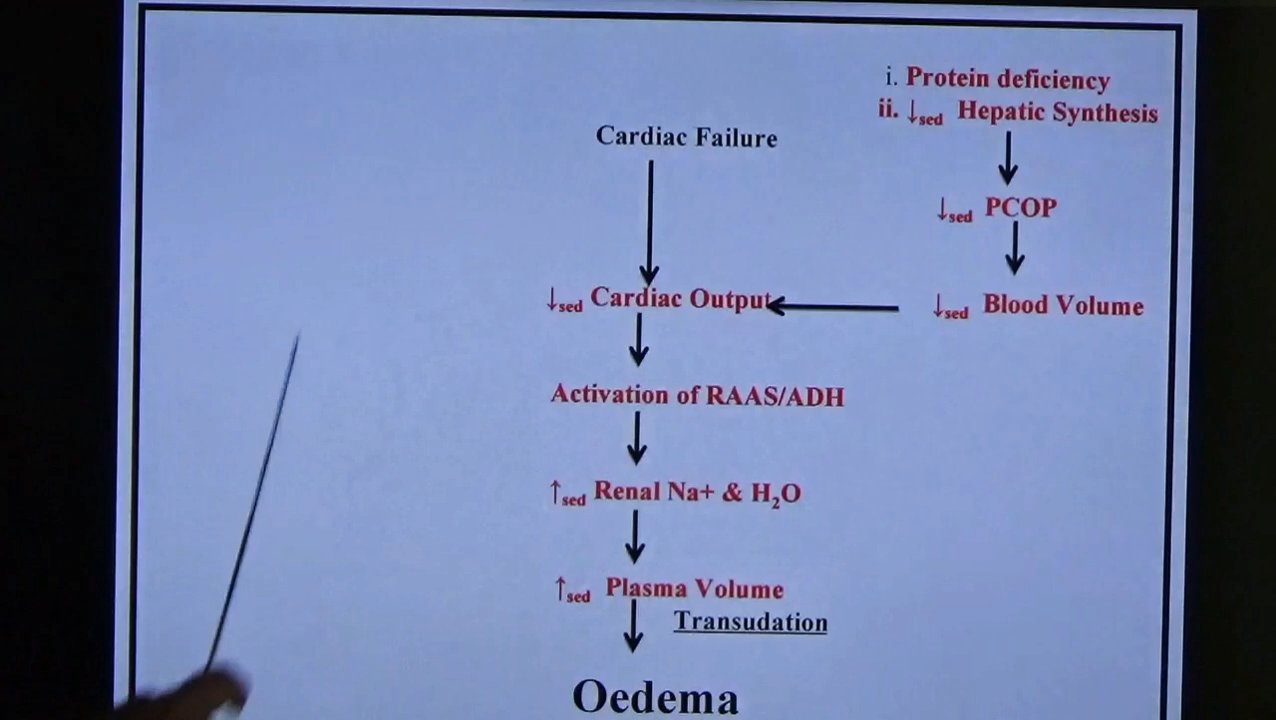 i. Protein deficiency
ii. ↓sed Hepatic Synthesis
Cardiac Failure
↓sed PCOP
↓sed Cardiac Output
↓sed Blood Volume
Activation of RAAS/ADH
↑sed Renal Na+ & H₂O
↑sed Plasma Volume
Transudation
Oedema